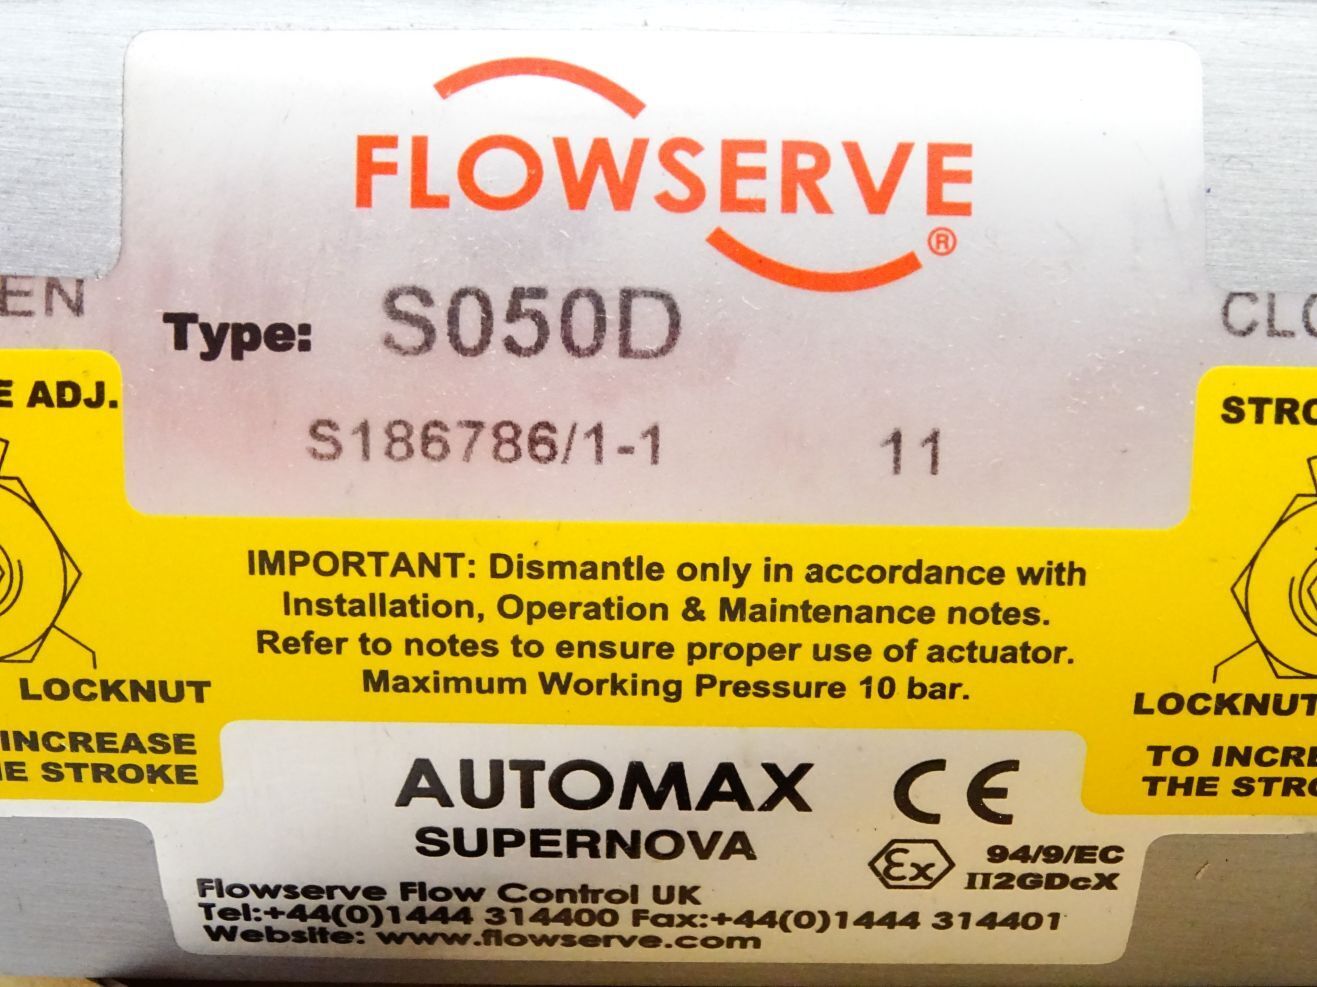 FLOWSERVE
®
EN
Type: S050D
CLO
E ADJ.
S186786/1-1 11
STRO
IMPORTANT: Dismantle only in accordance with
Installation, Operation & Maintenance notes.
Refer to notes to ensure proper use of actuator.
Maximum Working Pressure 10 bar.
LOCKNUT
LOCKNUT
INCREASE
E STROKE
TO INCRE
THE STRO
AUTOMAX CE
SUPERNOVA
Ex 94/9/EC
II2GDcX
Flowserve Flow Control UK
Tel:+44(0)1444 314400 Fax:+44(0)1444 314401
Website: www.flowserve.com